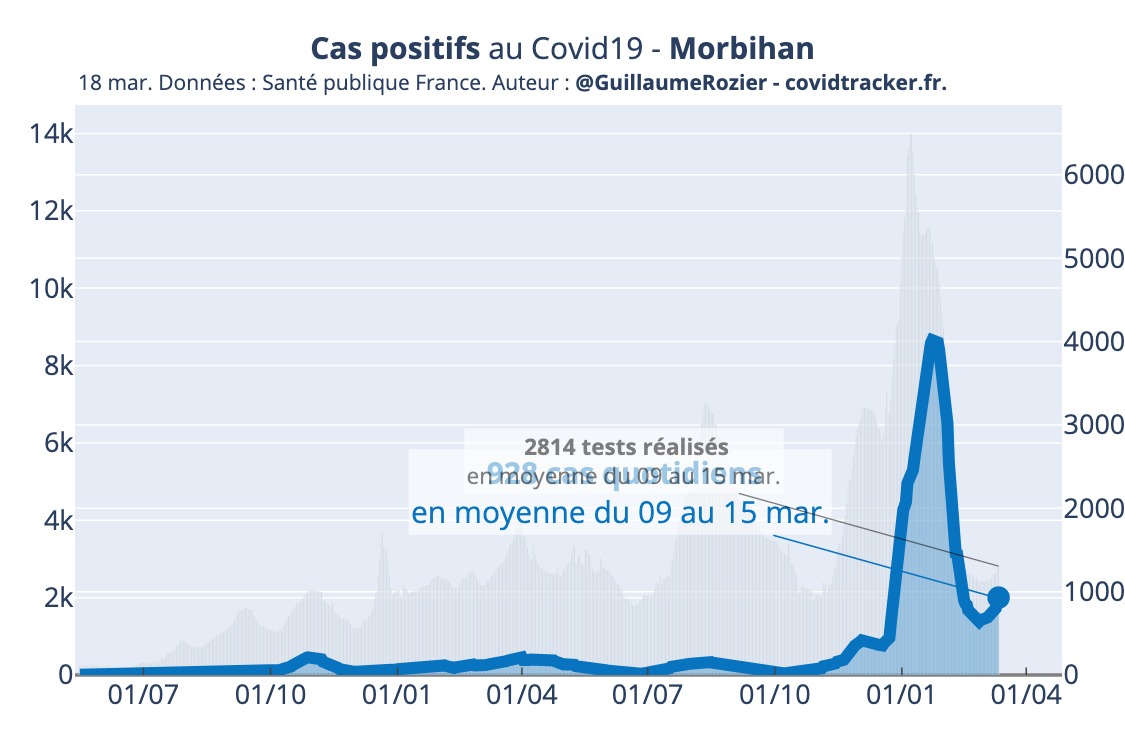 Cas positifs au Covid19 - Morbihan
18 mar. Données : Santé publique France. Auteur : @GuillaumeRozier - covidtracker.fr.
14k
12k
10k
8k
6k
4k
2k
0
6000
5000
4000
3000
2000
1000
0
2814 tests réalisés
en moyenne du 09 au 15 mar.
928 cas quotidiens
en moyenne du 09 au 15 mar.
01/07
01/10
01/01
01/04
01/07
01/10
01/01
01/04